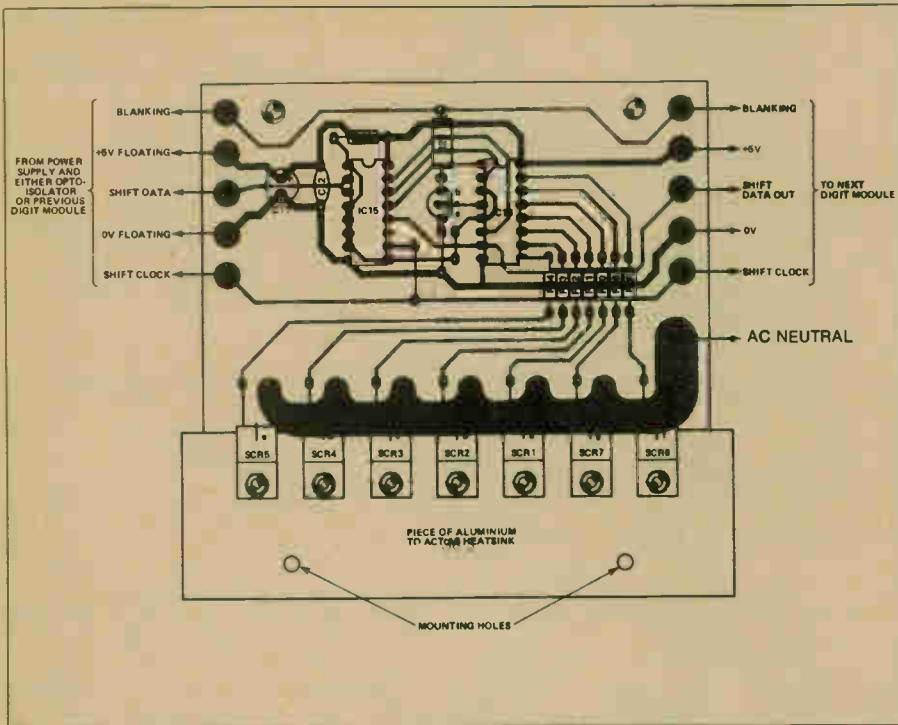 BLANKING
+5V FLOATING
SHIFT DATA
0V FLOATING
SHIFT CLOCK
FROM POWER
SUPPLY AND
EITHER OPTO-
ISOLATOR
OR PREVIOUS
DIGIT MODULE
BLANKING
+5V
SHIFT
DATA OUT
0V
SHIFT CLOCK
TO NEXT
DIGIT MODULE
IC15
AC NEUTRAL
SCR5
SCR4
SCR3
SCR2
SCR1
SCR7
SCR6
PIECE OF ALUMINIUM
TO ACT AS HEATSINK
MOUNTING HOLES